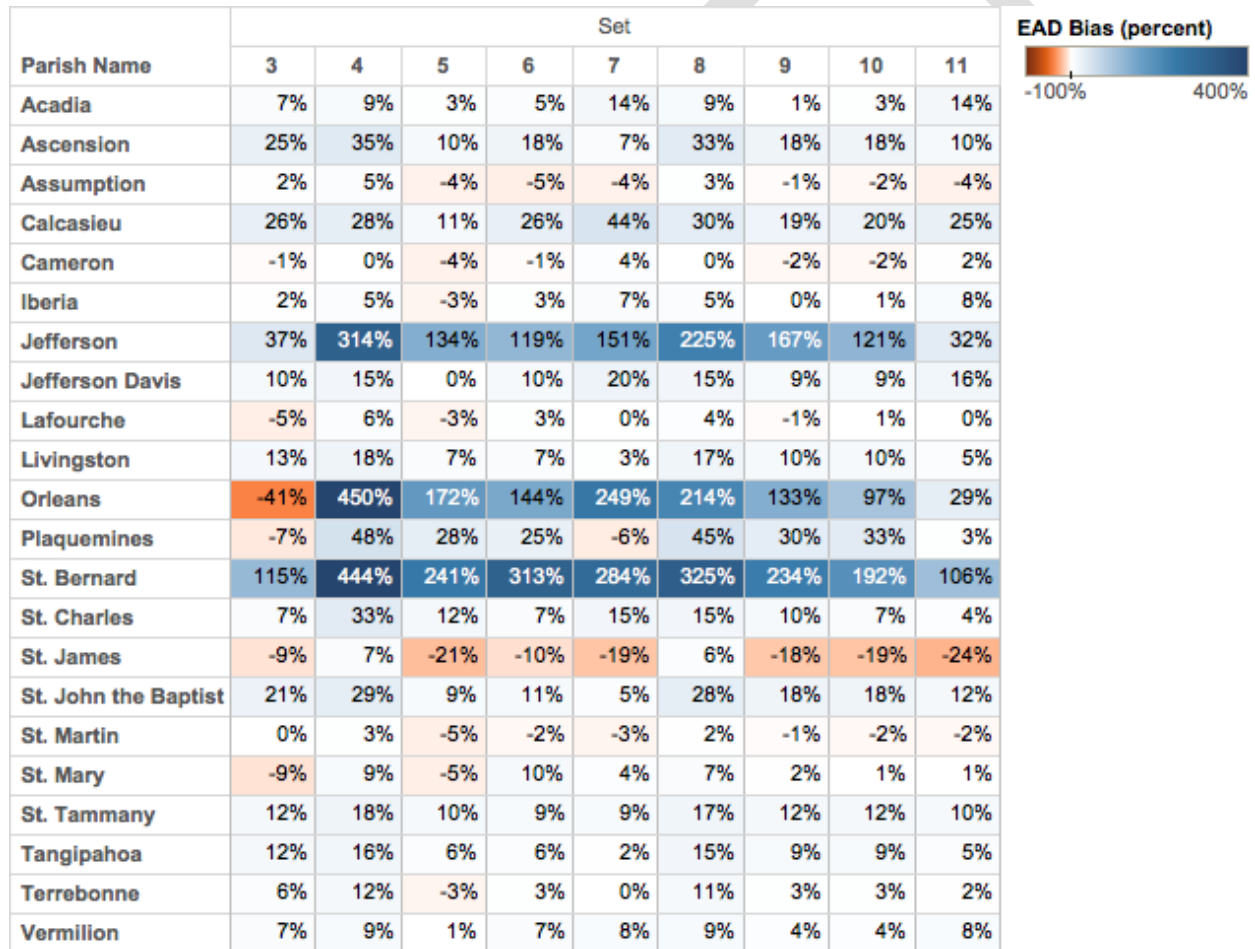 Set
EAD Bias (percent)
Parish Name 3 4 5 6 7 8 9 10 11
-100% 400%
Acadia 7% 9% 3% 5% 14% 9% 1% 3% 14%
Ascension 25% 35% 10% 18% 7% 33% 18% 18% 10%
Assumption 2% 5% -4% -5% -4% 3% -1% -2% -4%
Calcasieu 26% 28% 11% 26% 44% 30% 19% 20% 25%
Cameron -1% 0% -4% -1% 4% 0% -2% -2% 2%
Iberia 2% 5% -3% 3% 7% 5% 0% 1% 8%
Jefferson 37% 314% 134% 119% 151% 225% 167% 121% 32%
Jefferson Davis 10% 15% 0% 10% 20% 15% 9% 9% 16%
Lafourche -5% 6% -3% 3% 0% 4% -1% 1% 0%
Livingston 13% 18% 7% 7% 3% 17% 10% 10% 5%
Orleans -41% 450% 172% 144% 249% 214% 133% 97% 29%
Plaquemines -7% 48% 28% 25% -6% 45% 30% 33% 3%
St. Bernard 115% 444% 241% 313% 284% 325% 234% 192% 106%
St. Charles 7% 33% 12% 7% 15% 15% 10% 7% 4%
St. James -9% 7% -21% -10% -19% 6% -18% -19% -24%
St. John the Baptist 21% 29% 9% 11% 5% 28% 18% 18% 12%
St. Martin 0% 3% -5% -2% -3% 2% -1% -2% -2%
St. Mary -9% 9% -5% 10% 4% 7% 2% 1% 1%
St. Tammany 12% 18% 10% 9% 9% 17% 12% 12% 10%
Tangipahoa 12% 16% 6% 6% 2% 15% 9% 9% 5%
Terrebonne 6% 12% -3% 3% 0% 11% 3% 3% 2%
Vermilion 7% 9% 1% 7% 8% 9% 4% 4% 8%